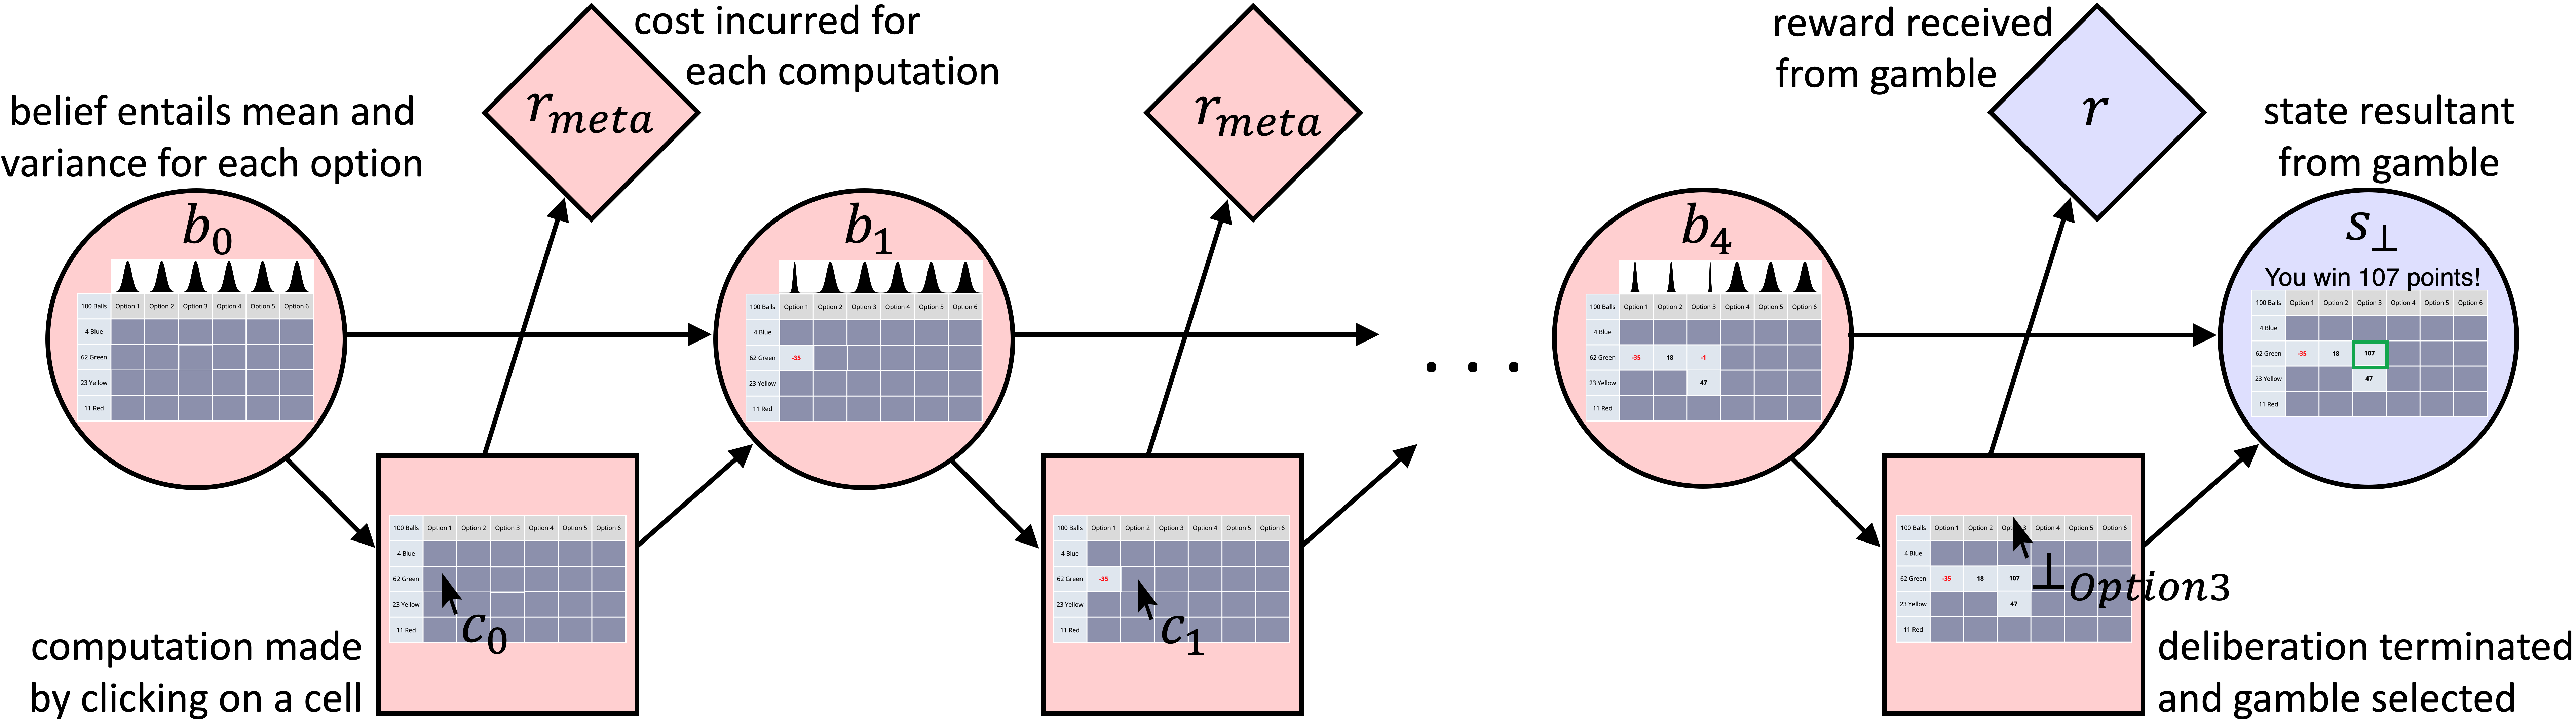 cost incurred for
each computation
reward received
from gamble
belief entails mean and
variance for each option
r_meta
r_meta
r
state resultant
from gamble
b_0
100 Balls Option 1 Option 2 Option 3 Option 4 Option 5 Option 6
4 Blue
62 Green
23 Yellow
11 Red
b_1
100 Balls Option 1 Option 2 Option 3 Option 4 Option 5 Option 6
4 Blue
62 Green -35
23 Yellow
11 Red
. . .
b_4
100 Balls Option 1 Option 2 Option 3 Option 4 Option 5 Option 6
4 Blue
62 Green -35 18 -1
23 Yellow 47
11 Red
s_⊥
You win 107 points!
100 Balls Option 1 Option 2 Option 3 Option 4 Option 5 Option 6
4 Blue
62 Green -35 18 107
23 Yellow 47
11 Red
100 Balls Option 1 Option 2 Option 3 Option 4 Option 5 Option 6
4 Blue
62 Green
23 Yellow
11 Red
c_0
100 Balls Option 1 Option 2 Option 3 Option 4 Option 5 Option 6
4 Blue
62 Green -35
23 Yellow
11 Red
c_1
100 Balls Option 1 Option 2 Option 3 Option 4 Option 5 Option 6
4 Blue
62 Green -35 18 107
23 Yellow 47
11 Red
⊥_Option3
computation made
by clicking on a cell
deliberation terminated
and gamble selected